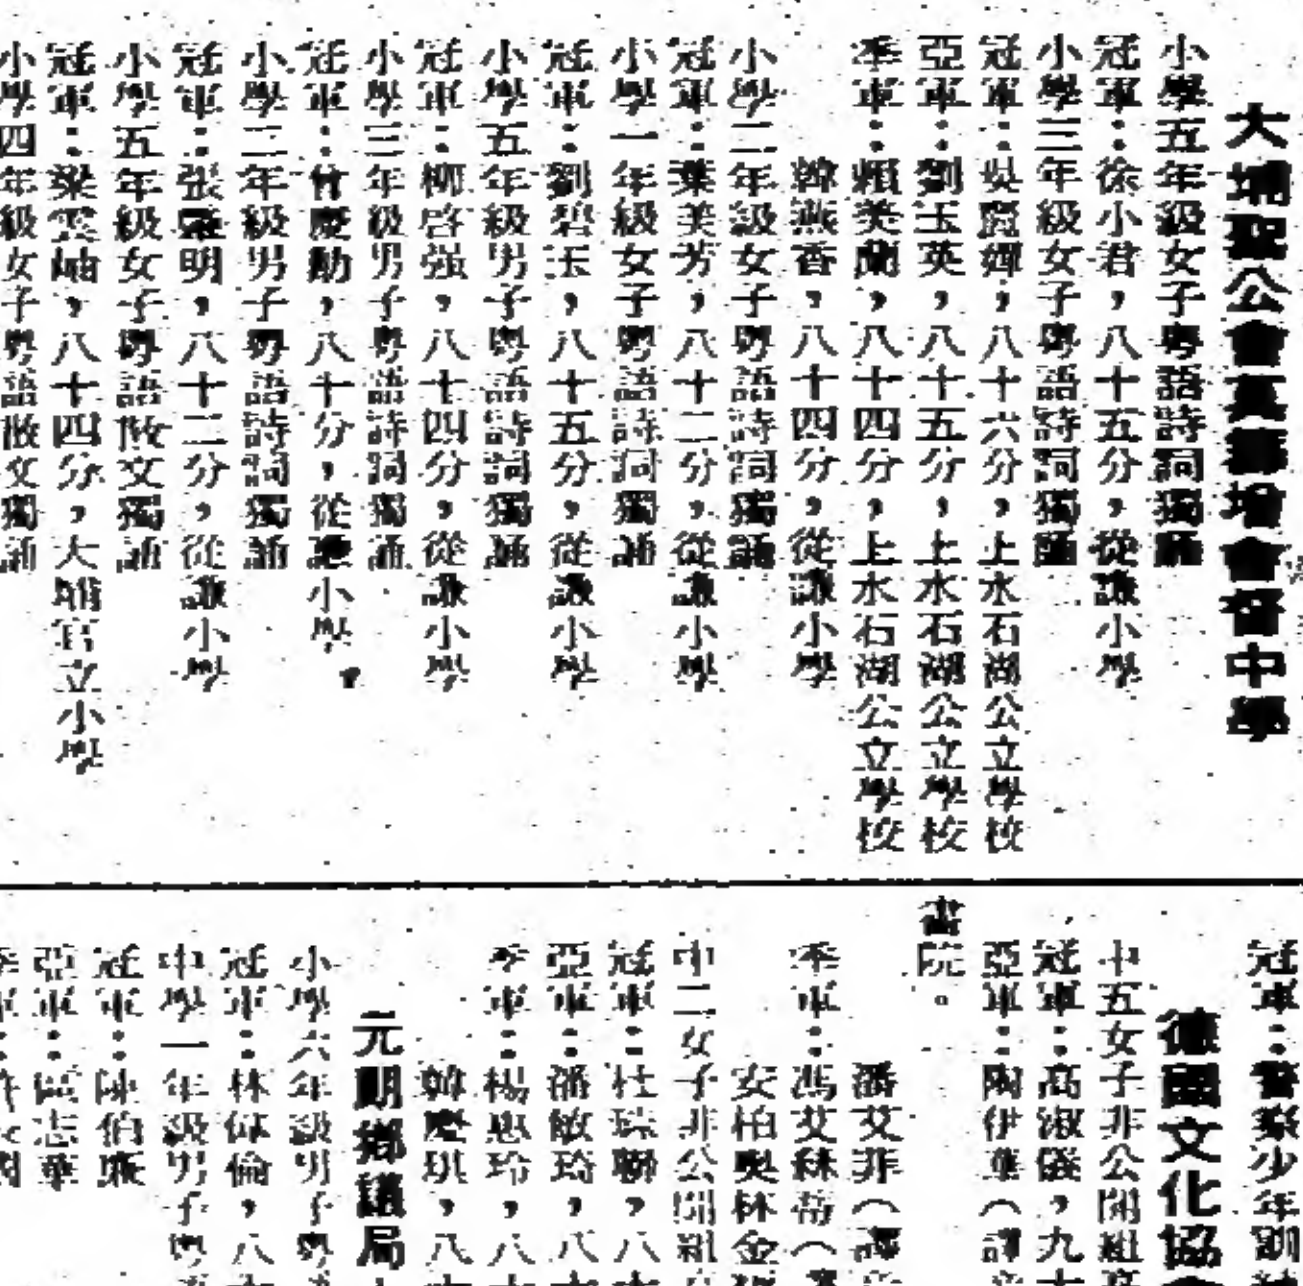 大埔聖公會莫壽增會督中學
小學五年級女子粵語詩詞獨誦
冠軍：徐小君，八十五分，從謙小學
小學三年級女子粵語詩詞獨誦
冠軍：吳麗嬋，八十六分，上水石湖公立學校
亞軍：劉玉英，八十五分，上水石湖公立學校
季軍：賴美蘭，八十四分，上水石湖公立學校
韓燕香，八十四分，從謙小學
小學二年級女子粵語詩詞獨誦
冠軍：葉美芳，八十二分，從謙小學
小學一年級女子粵語詩詞獨誦
冠軍：劉碧玉，八十五分，從謙小學
小學五年級男子粵語詩詞獨誦
冠軍：柳啓强，八十四分，從謙小學
小學三年級男子粵語詩詞獨誦
冠軍：曾慶勳，八十分，從謙小學
小學二年級男子粵語詩詞獨誦
冠軍：張明，八十二分，從謙小學
小學五年級女子粵語散文獨誦
冠軍：梁雲，八十四分，大埔官立小學
小學四年級女子粵語散文獨誦
冠軍：警察少年訓
德國文化協
中五女子非公開組
冠軍：高淑儀，九十
亞軍：陶伊華（譯
書院。
潘艾菲（譯
季軍：馮艾秣蒂（
安柏奧林金
中二女子非公開組
冠軍：杜珠聯，八
亞軍：潘敏琦，八
季軍：楊惠玲，八
韓慶琪，八
元朗鄉議局
小學六年級男子粵
冠軍：林倫，八
中學一年級男子粵
冠軍：陳伯廉
亞軍：區志華
季軍：許